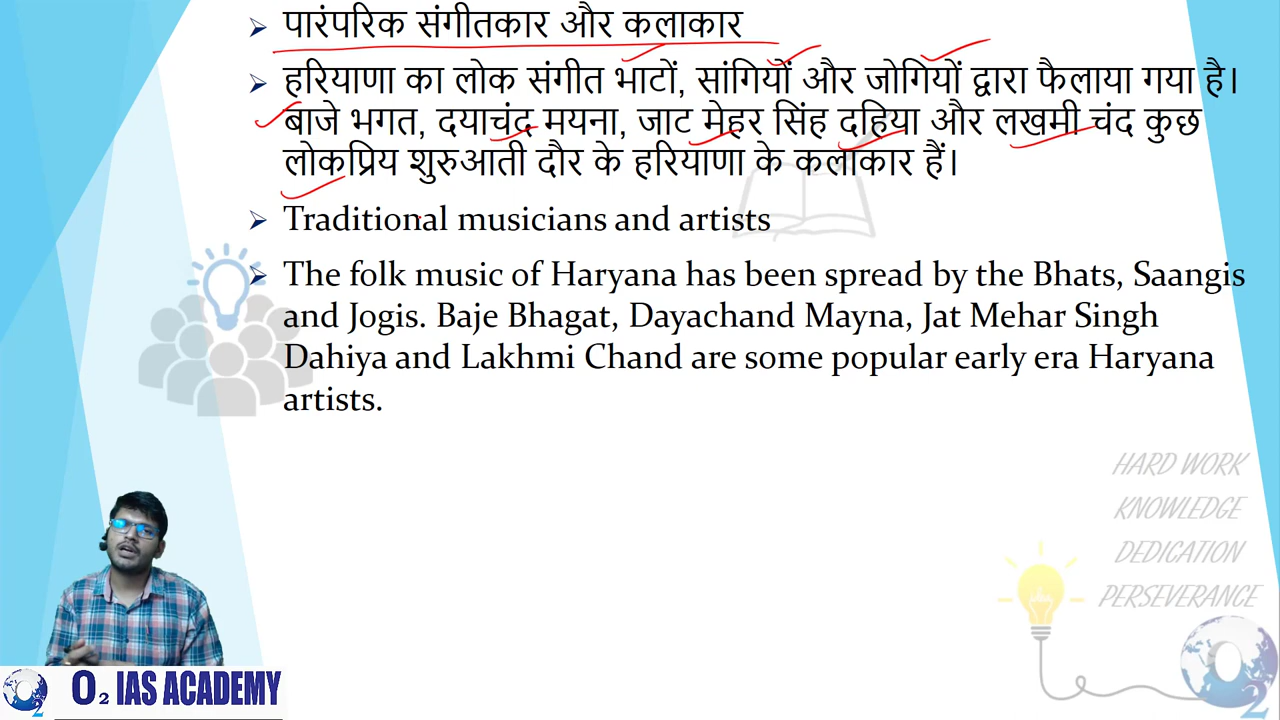 पारंपरिक संगीतकार और कलाकार
हरियाणा का लोक संगीत भाटों, सांगियों और जोगियों द्वारा फैलाया गया है।
बाजे भगत, दयाचंद मयना, जाट मेहर सिंह दहिया और लखमी चंद कुछ
लोकप्रिय शुरुआती दौर के हरियाणा के कलाकार हैं।
Traditional musicians and artists
The folk music of Haryana has been spread by the Bhats, Saangis
and Jogis. Baje Bhagat, Dayachand Mayna, Jat Mehar Singh
Dahiya and Lakhmi Chand are some popular early era Haryana
artists.
HARD WORK
KNOWLEDGE
DEDICATION
PERSEVERANCE
O2 IAS ACADEMY
O2
O2